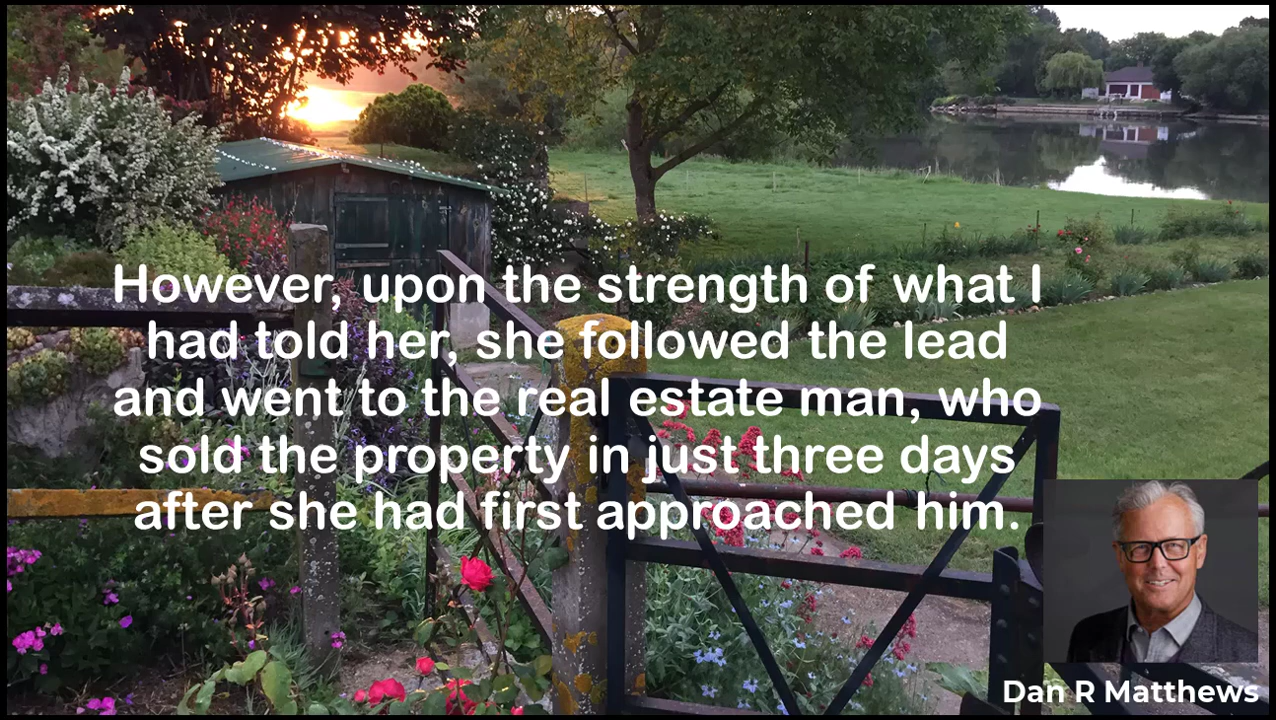 However, upon the strength of what I
had told her, she followed the lead
and went to the real estate man, who
sold the property in just three days
after she had first approached him.
Dan R Matthews